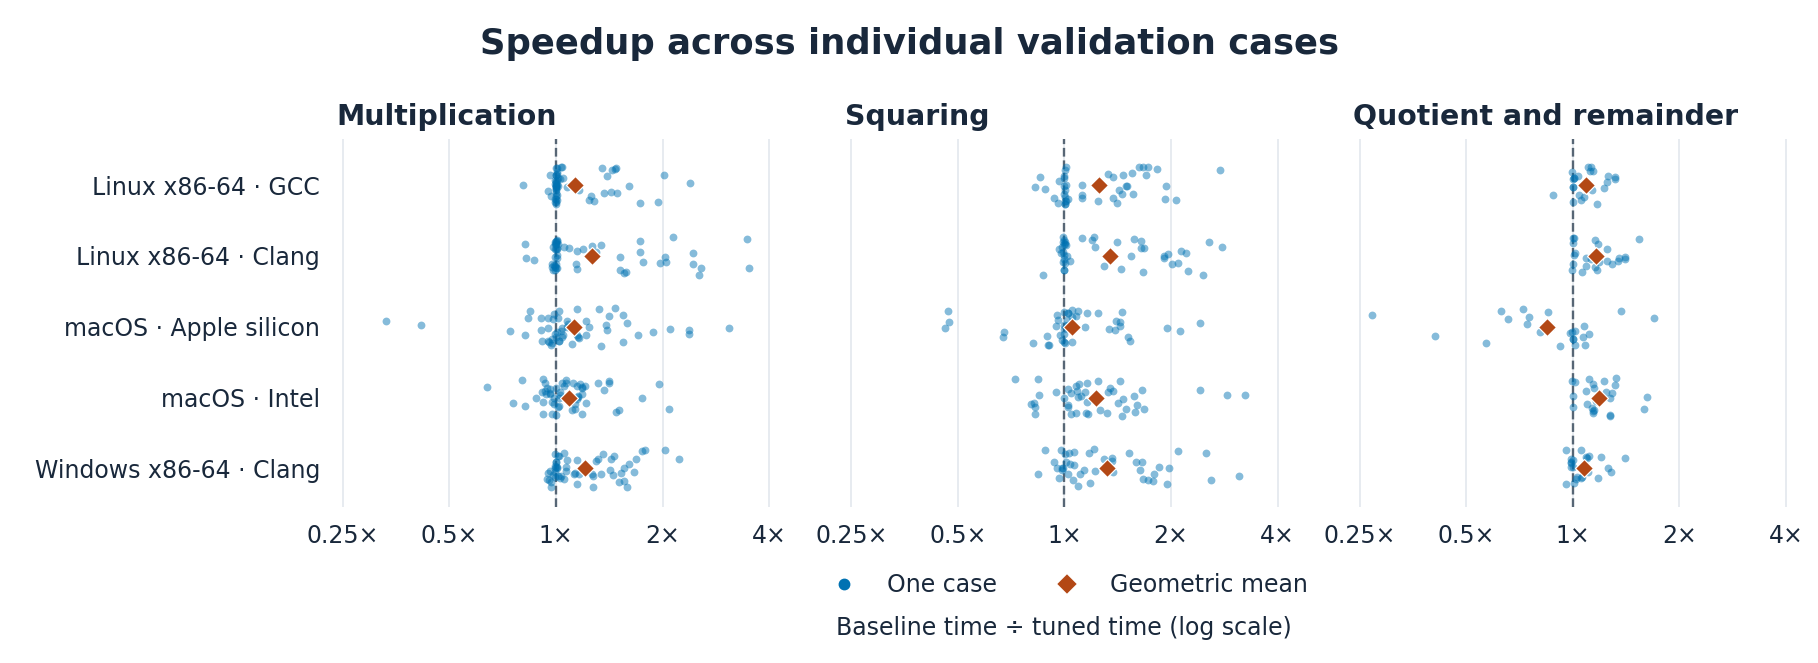 Speedup across individual validation cases
Multiplication
Squaring
Quotient and remainder
Linux x86-64 · GCC
Linux x86-64 · Clang
macOS · Apple silicon
macOS · Intel
Windows x86-64 · Clang
0.25× 0.5× 1× 2× 4× 0.25× 0.5× 1× 2× 4× 0.25× 0.5× 1× 2× 4×
One case
Geometric mean
Baseline time ÷ tuned time (log scale)